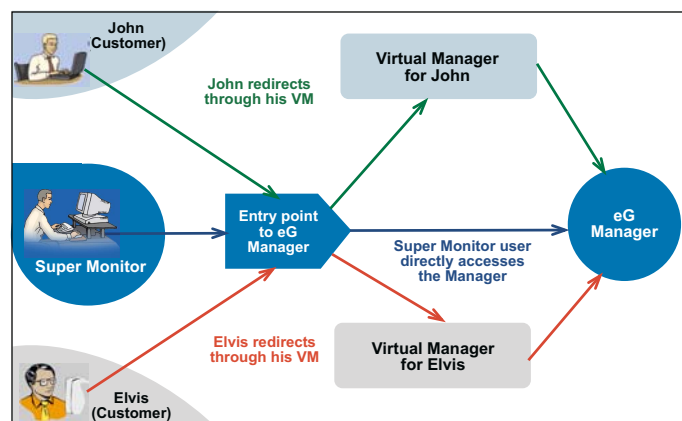 John
(Customer)
John redirects
through his VM
Virtual Manager
for John
Super Monitor
Entry point
to eG
Manager
Super Monitor user
directly accesses
the Manager
eG
Manager
Elvis redirects
through his VM
Virtual Manager
for Elvis
Elvis
(Customer)